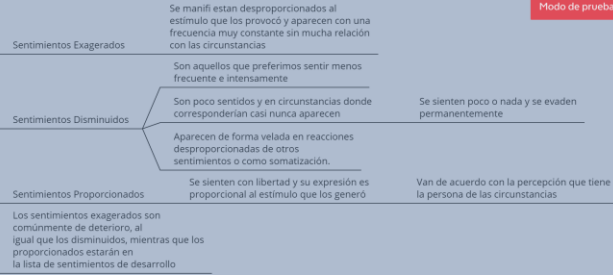 Modo de prueba
Se manifi estan desproporcionados al
estímulo que los provocó y aparecen con una
frecuencia muy constante sin mucha relación
con las circunstancias
Sentimientos Exagerados
Son aquellos que preferimos sentir menos
frecuente e intensamente
Son poco sentidos y en circunstancias donde
corresponderían casi nunca aparecen
Se sienten poco o nada y se evaden
permanentemente
Sentimientos Disminuidos
Aparecen de forma velada en reacciones
desproporcionadas de otros
sentimientos o como somatización.
Sentimientos Proporcionados
Se sienten con libertad y su expresión es
proporcional al estímulo que los generó
Van de acuerdo con la percepción que tiene
la persona de las circunstancias
Los sentimientos exagerados son
comúnmente de deterioro, al
igual que los disminuidos, mientras que los
proporcionados estarán en
la lista de sentimientos de desarrollo